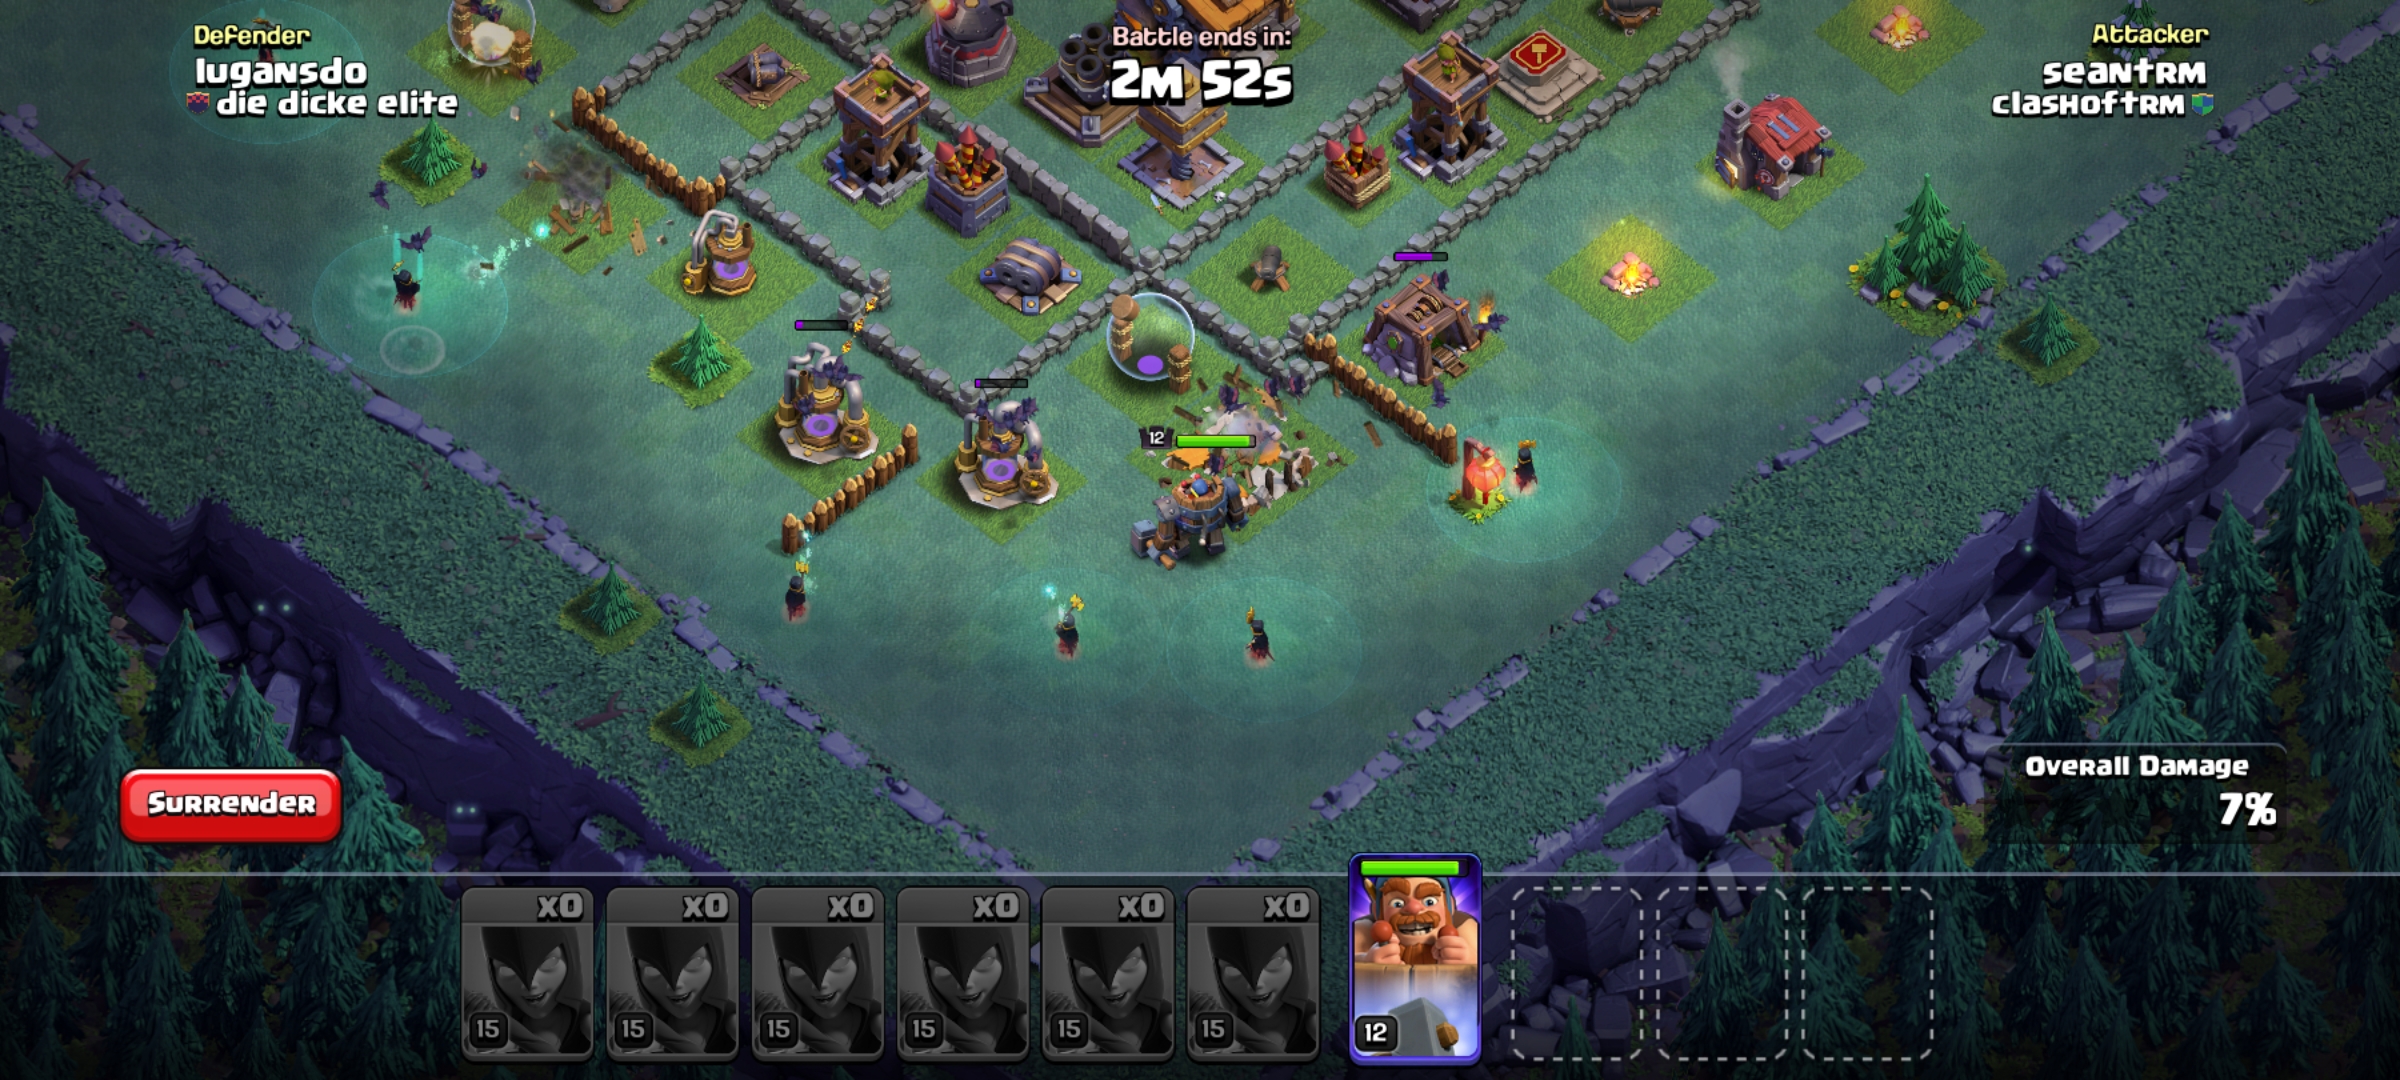 Defender
lugansdo
die dicke elite
Battle ends in:
2M 52s
Attacker
seantrm
clashoftrm
12
Surrender
Overall Damage
7%
x0
x0
x0
x0
x0
x0
15
15
15
15
15
15
12